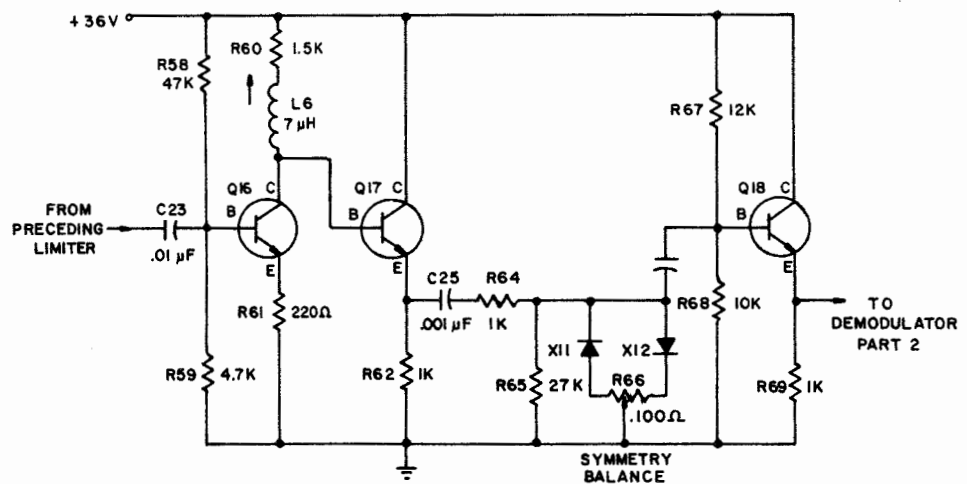 +36V
R60 1.5K
R58
47K
L6
7 µH
R67 12K
Q16 C
B
E
Q17 C
B
E
Q18 C
B
E
FROM
PRECEDING
LIMITER
C23
.01 µF
R61 220Ω
C25
.001 µF
R64
1K
R68 10K
TO
DEMODULATOR
PART 2
X11
X12
R59 4.7K
R62 1K
R65 27K
R66
.100Ω
R69 1K
SYMMETRY
BALANCE